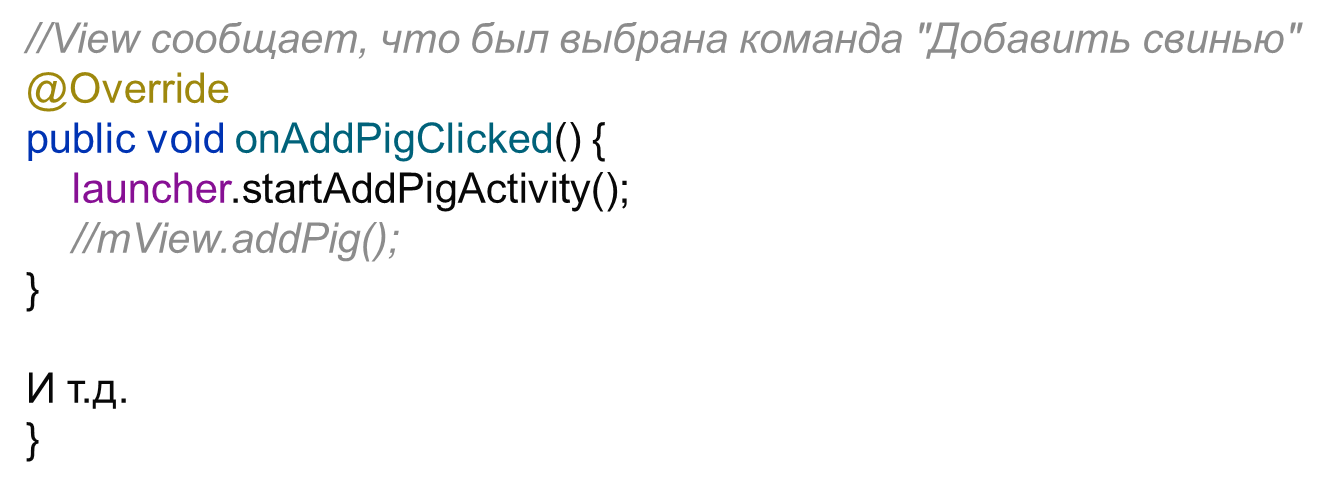 //View сообщает, что был выбрана команда "Добавить свинью"
@Override
public void onAddPigClicked() {
launcher.startAddPigActivity();
//mView.addPig();
}
И т.д.
}